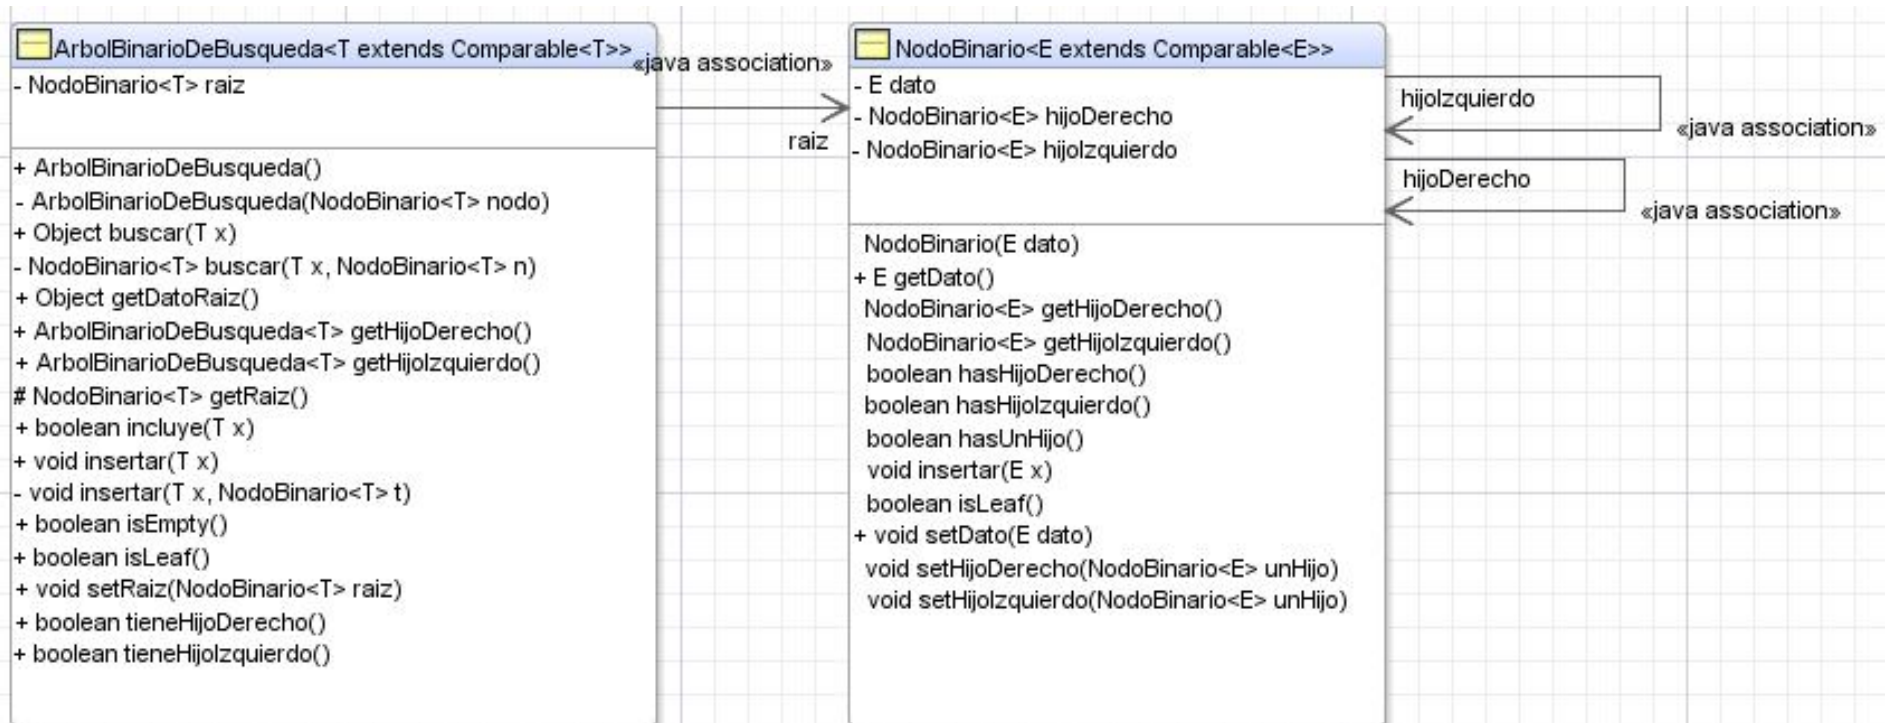 ArbolBinarioDeBusqueda<T extends Comparable<T>>
- NodoBinario<T> raiz
+ ArbolBinarioDeBusqueda()
- ArbolBinarioDeBusqueda(NodoBinario<T> nodo)
+ Object buscar(T x)
- NodoBinario<T> buscar(T x, NodoBinario<T> n)
+ Object getDatoRaiz()
+ ArbolBinarioDeBusqueda<T> getHijoDerecho()
+ ArbolBinarioDeBusqueda<T> getHijoIzquierdo()
# NodoBinario<T> getRaiz()
+ boolean incluye(T x)
+ void insertar(T x)
- void insertar(T x, NodoBinario<T> t)
+ boolean isEmpty()
+ boolean isLeaf()
+ void setRaiz(NodoBinario<T> raiz)
+ boolean tieneHijoDerecho()
+ boolean tieneHijoIzquierdo()
«java association»
raiz
NodoBinario<E extends Comparable<E>>
- E dato
- NodoBinario<E> hijoDerecho
- NodoBinario<E> hijoIzquierdo
NodoBinario(E dato)
+ E getDato()
NodoBinario<E> getHijoDerecho()
NodoBinario<E> getHijoIzquierdo()
boolean hasHijoDerecho()
boolean hasHijoIzquierdo()
boolean hasUnHijo()
void insertar(E x)
boolean isLeaf()
+ void setDato(E dato)
void setHijoDerecho(NodoBinario<E> unHijo)
void setHijoIzquierdo(NodoBinario<E> unHijo)
hijoIzquierdo
«java association»
hijoDerecho
«java association»